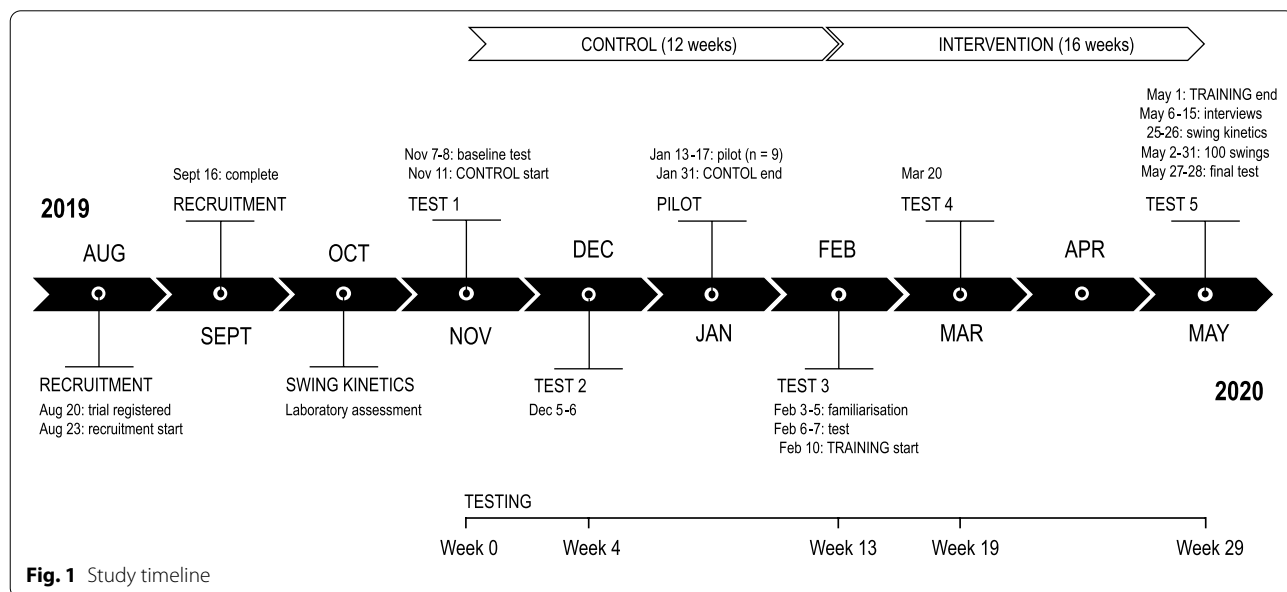 CONTROL (12 weeks)
INTERVENTION (16 weeks)
May 1: TRAINING end
May 6-15: interviews
25-26: swing kinetics
May 2-31: 100 swings
May 27-28: final test
Nov 7-8: baseline test
Nov 11: CONTROL start
Jan 13-17: pilot (n = 9)
Jan 31: CONTOL end
Sept 16: complete
Mar 20
2019
RECRUITMENT
TEST 1
PILOT
TEST 4
TEST 5
AUG
OCT
DEC
FEB
APR
SEPT
NOV
JAN
MAR
MAY
RECRUITMENT
Aug 20: trial registered
Aug 23: recruitment start
SWING KINETICS
Laboratory assessment
TEST 2
Dec 5-6
TEST 3
Feb 3-5: familiarisation
Feb 6-7: test
Feb 10: TRAINING start
2020
TESTING
Week 0
Week 4
Week 13
Week 19
Week 29
Fig. 1 Study timeline